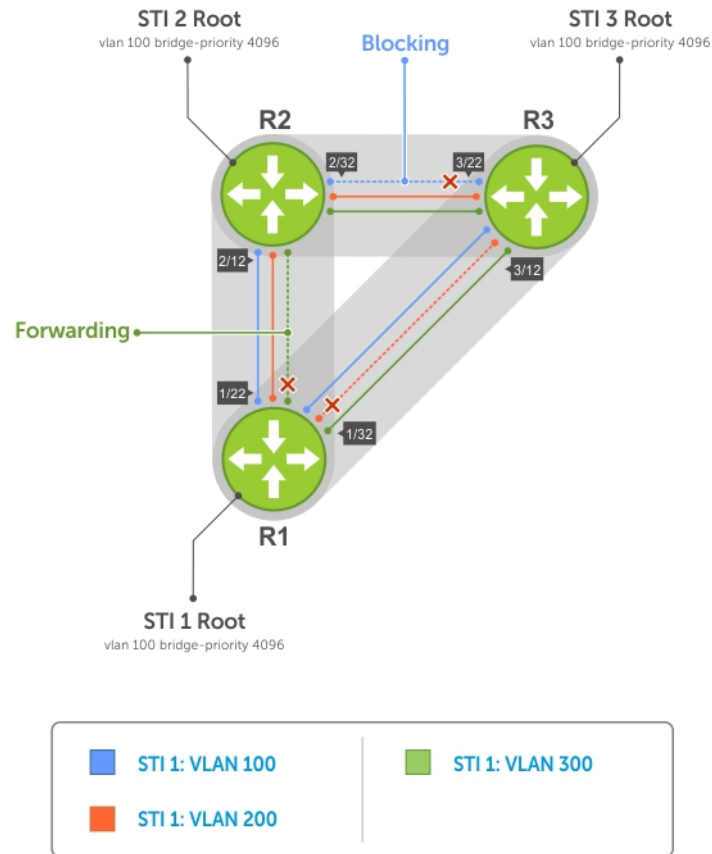 STI 2 Root
vlan 100 bridge-priority 4096
STI 3 Root
vlan 100 bridge-priority 4096
Blocking
R2
R3
2/32
3/22
2/12
3/12
Forwarding
1/22
1/32
R1
STI 1 Root
vlan 100 bridge-priority 4096
STI 1: VLAN 100
STI 1: VLAN 300
STI 1: VLAN 200